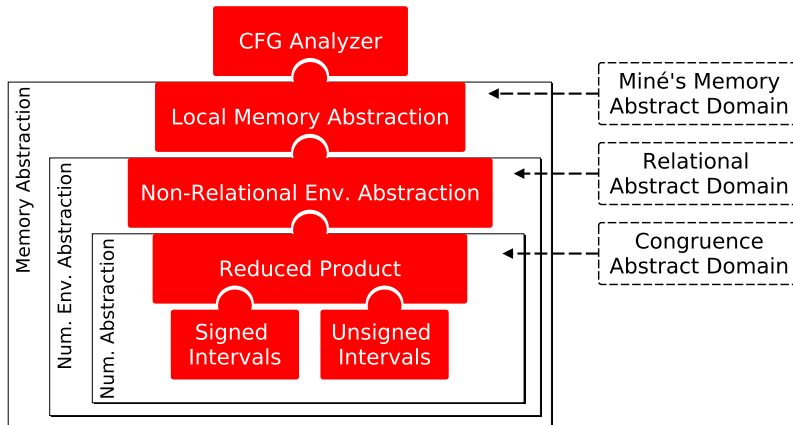 CFG Analyzer
Memory Abstraction
Local Memory Abstraction
Miné's Memory
Abstract Domain
Num. Env. Abstraction
Non-Relational Env. Abstraction
Relational
Abstract Domain
Num. Abstraction
Reduced Product
Congruence
Abstract Domain
Signed
Intervals
Unsigned
Intervals